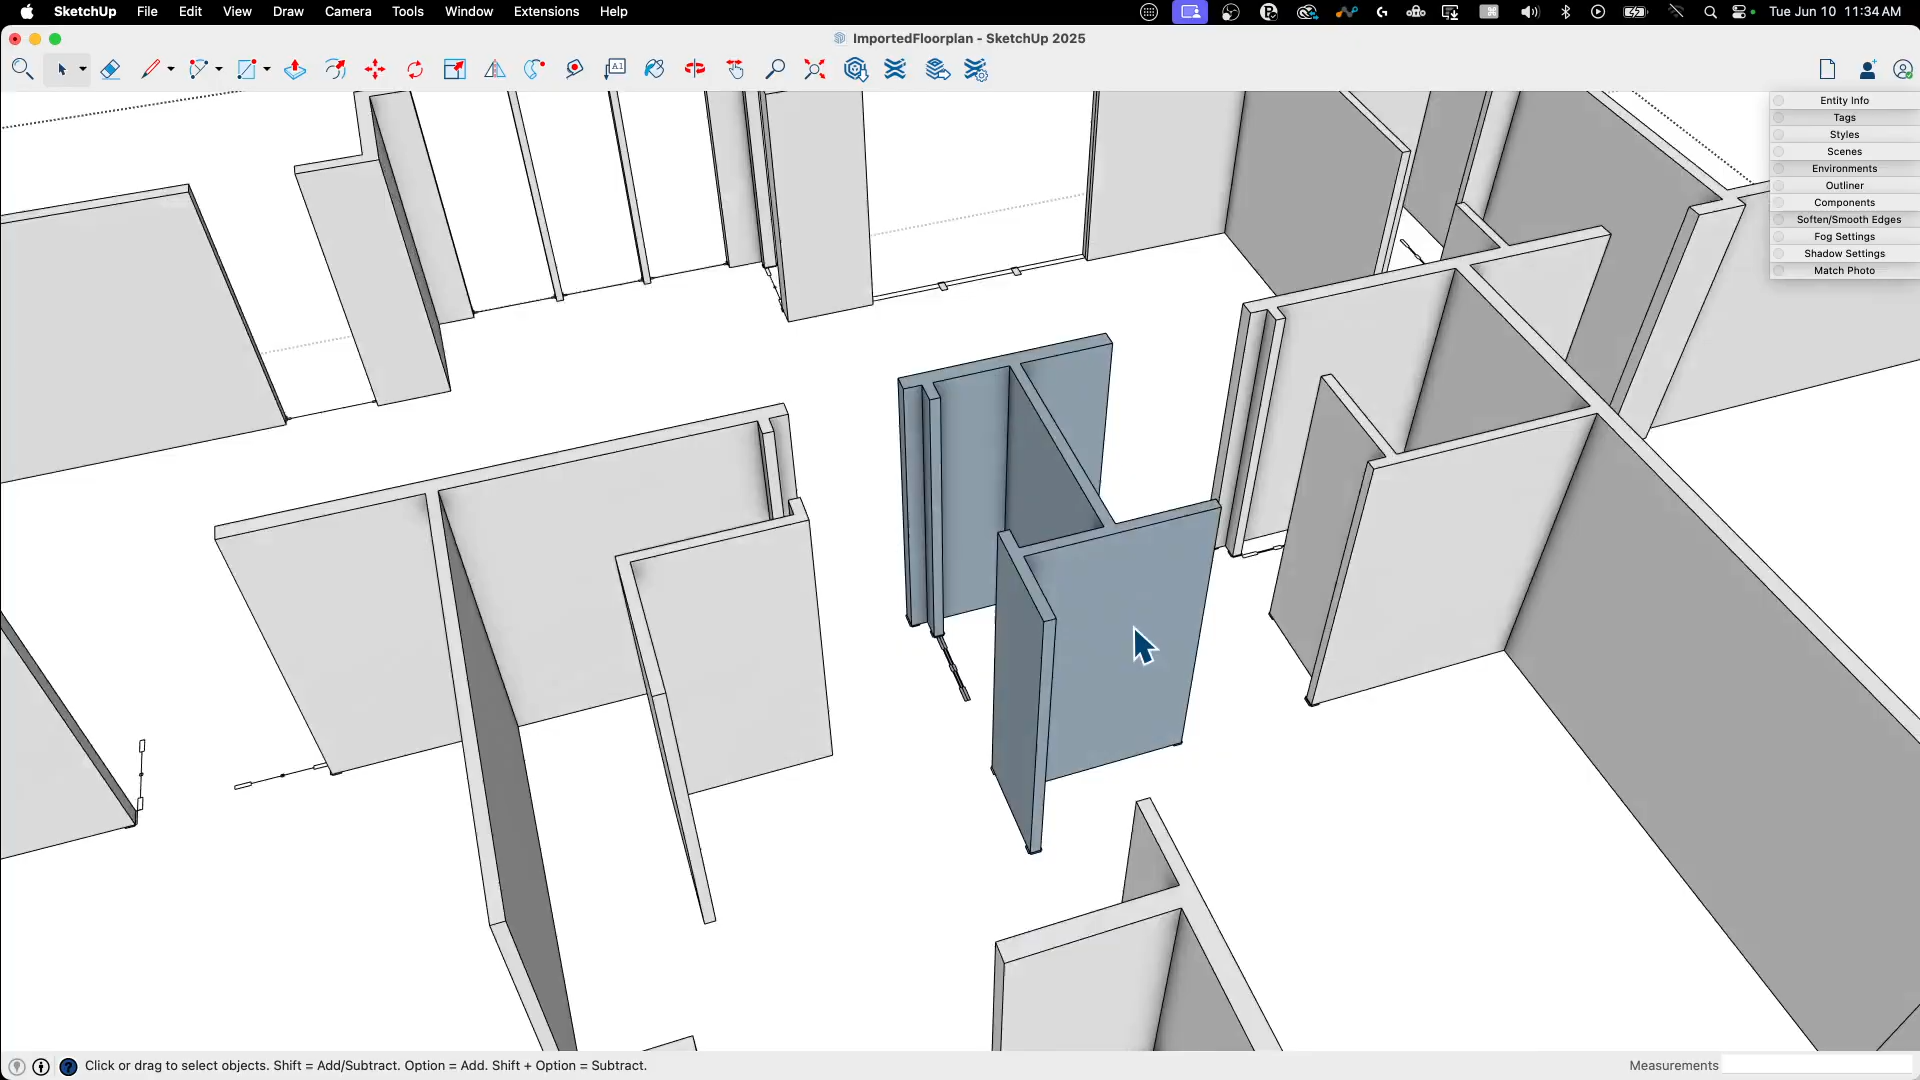 SketchUp File Edit View Draw Camera Tools Window Extensions Help Tue Jun 10 11:34 AM
ImportedFloorplan - SketchUp 2025
A1
Entity Info
Tags
Styles
Scenes
Environments
Outliner
Components
Soften/Smooth Edges
Fog Settings
Shadow Settings
Match Photo
Click or drag to select objects. Shift = Add/Subtract. Option = Add. Shift + Option = Subtract. Measurements